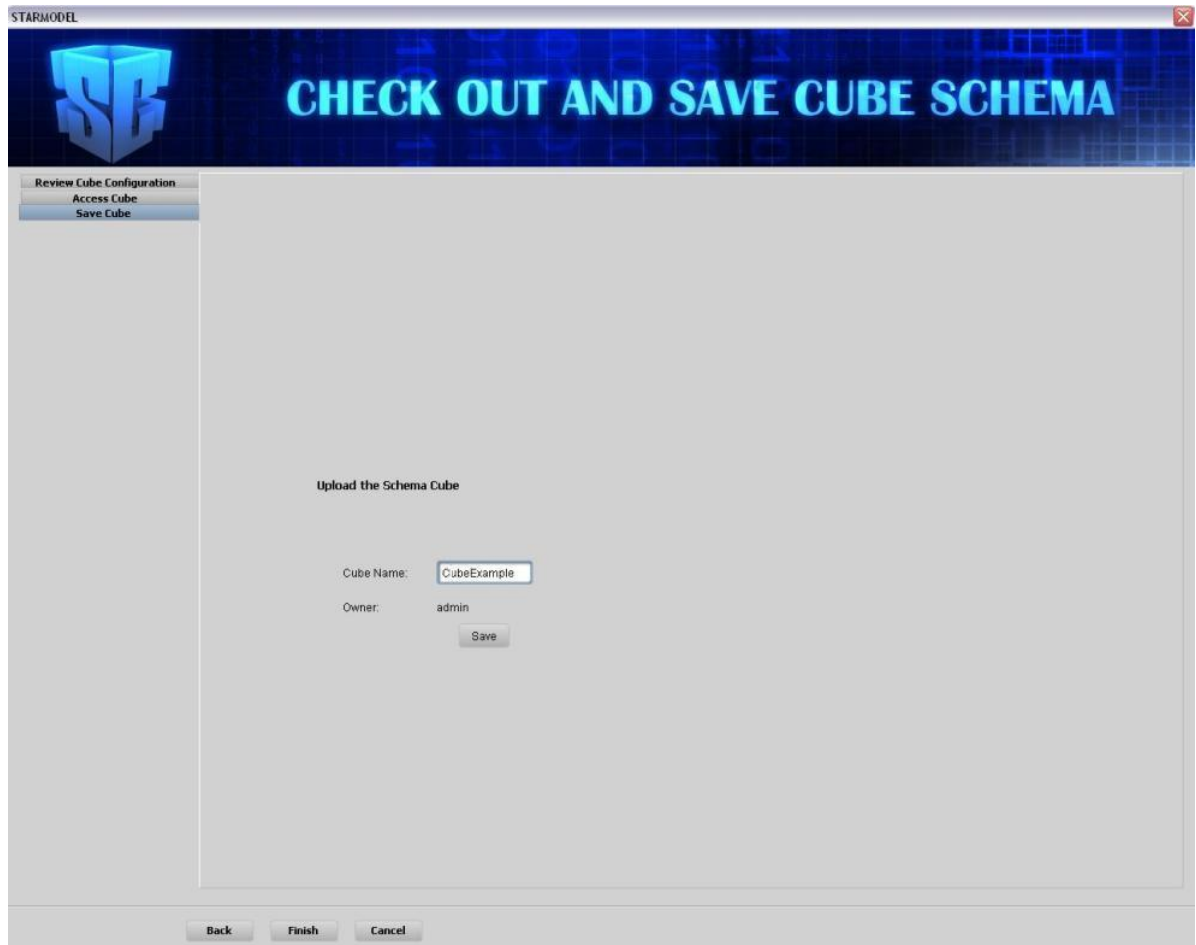 STARMODEL
SC
CHECK OUT AND SAVE CUBE SCHEMA
Review Cube Configuration
Access Cube
Save Cube
Upload the Schema Cube
Cube Name: CubeExample
Owner: admin
Save
Back Finish Cancel